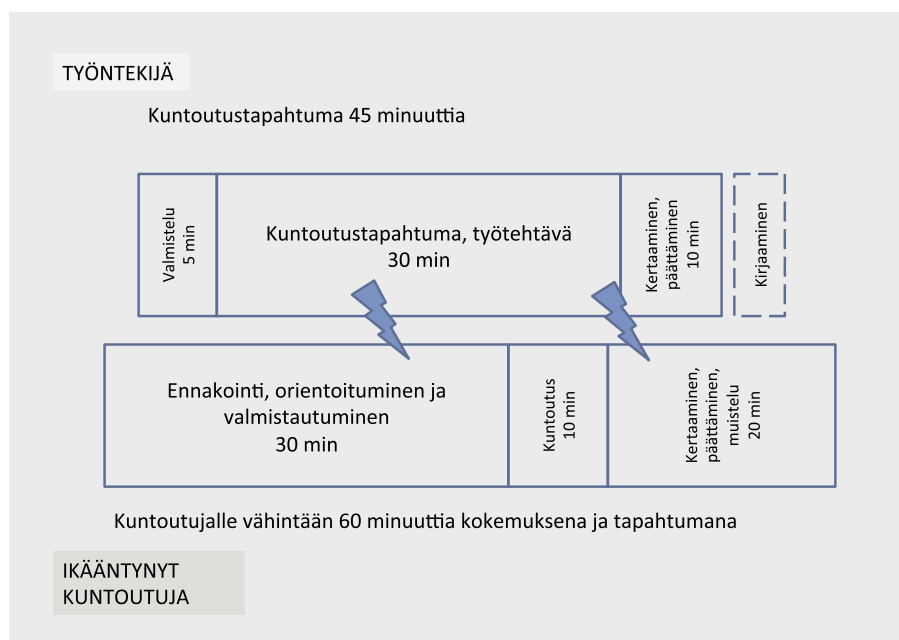 TYÖNTEKIJÄ
Kuntoutustapahtuma 45 minuuttia
Valmistelu
5 min
Kuntoutustapahtuma, työtehtävä
30 min
Kertaaminen,
päättäminen
10 min
Kirjaaminen
Ennakointi, orientoituminen ja
valmistautuminen
30 min
Kuntoutus
10 min
Kertaaminen,
päättäminen,
muistelu
20 min
Kuntoutujalle vähintään 60 minuuttia kokemuksena ja tapahtumana
IKÄÄNTYNYT
KUNTOUTUJA